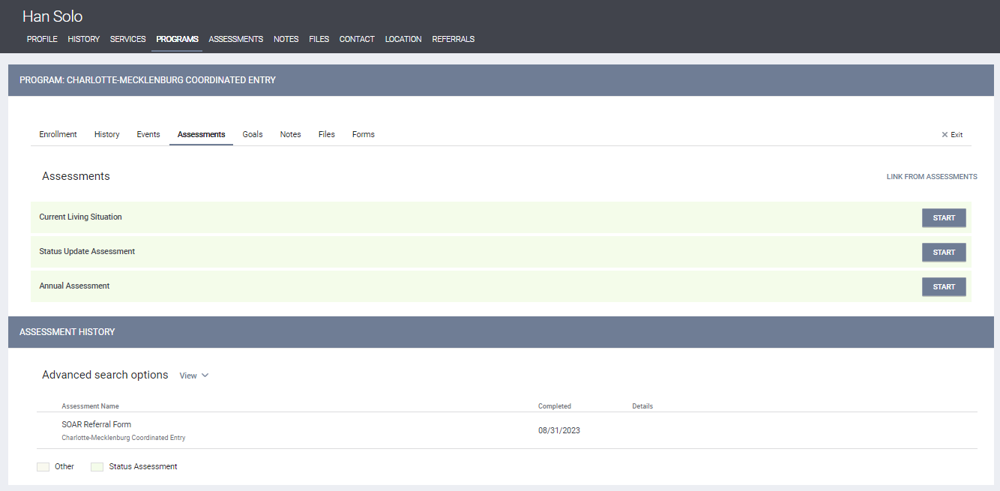 Han Solo
PROFILE HISTORY SERVICES PROGRAMS ASSESSMENTS NOTES FILES CONTACT LOCATION REFERRALS
PROGRAM: CHARLOTTE-MECKLENBURG COORDINATED ENTRY
Enrollment History Events Assessments Goals Notes Files Forms Exit
Assessments LINK FROM ASSESSMENTS
Current Living Situation START
Status Update Assessment START
Annual Assessment START
ASSESSMENT HISTORY
Advanced search options View
Assessment Name Completed Details
SOAR Referral Form
Charlotte-Mecklenburg Coordinated Entry
08/31/2023
Other Status Assessment